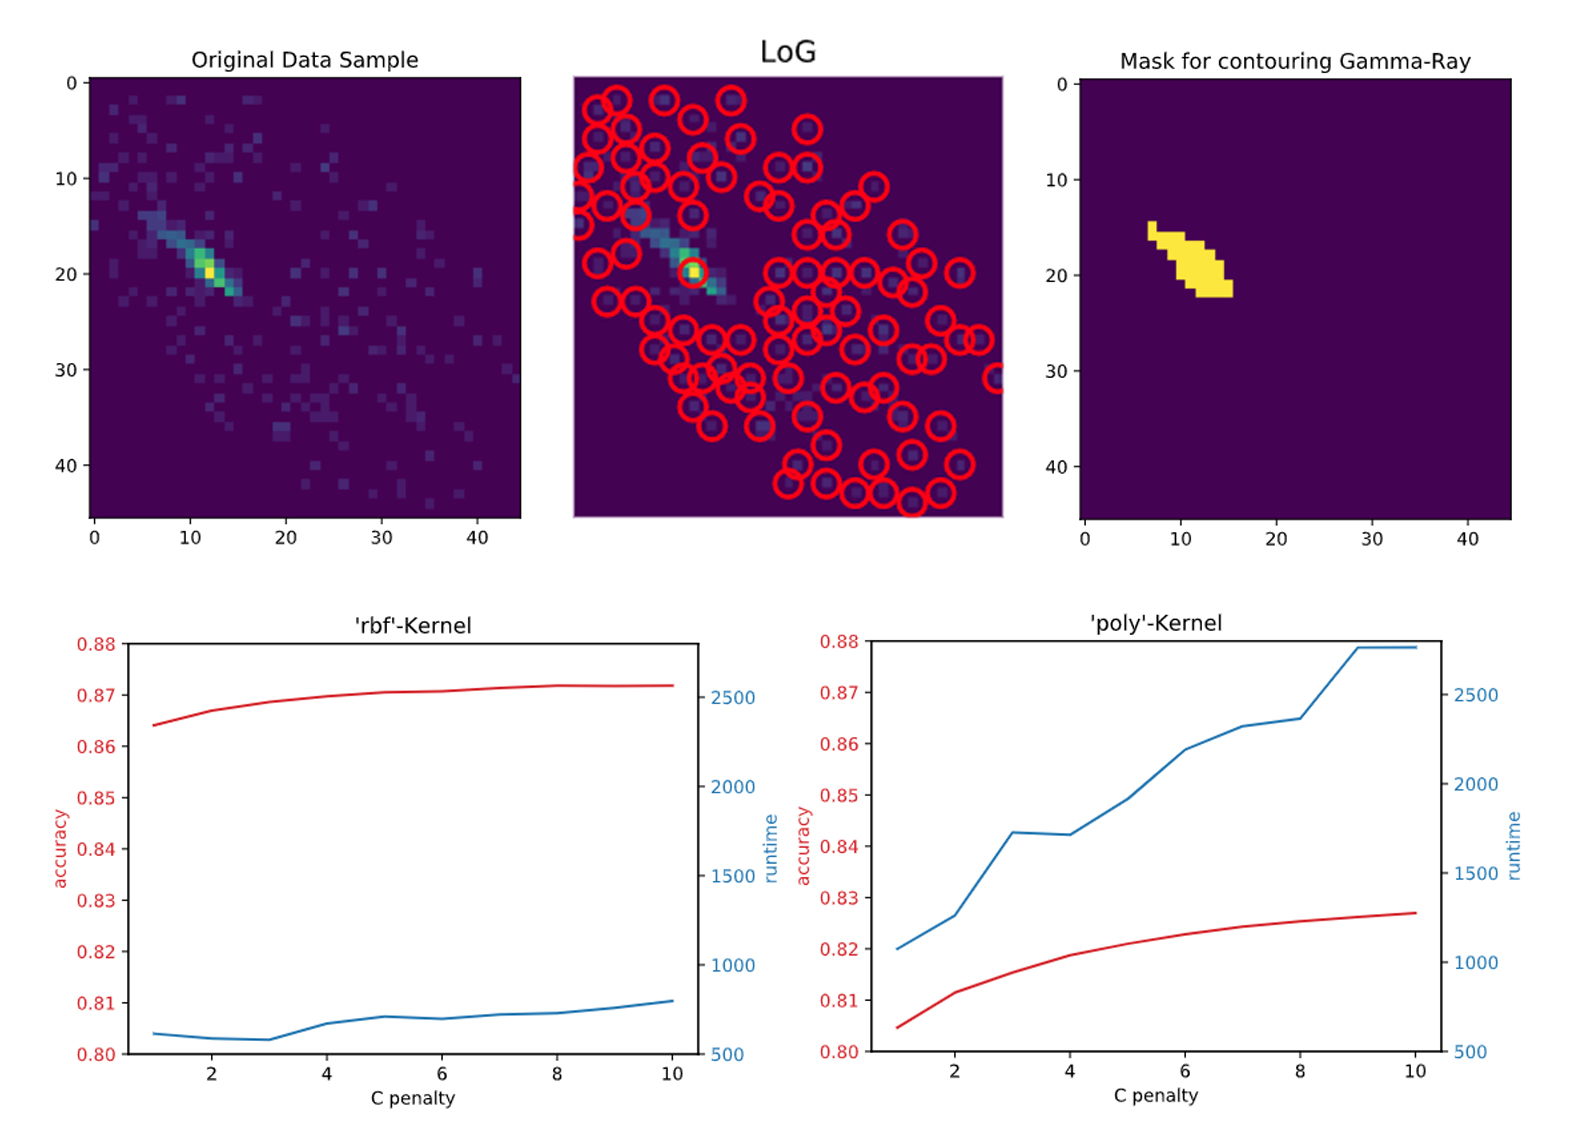 Original Data Sample
LoG
Mask for contouring Gamma-Ray
0
10
20
30
40
0 10 20 30 40
0
10
20
30
40
0 10 20 30 40
'rbf'-Kernel
0.88
0.87
0.86
0.85
0.84
0.83
0.82
0.81
0.80
accuracy
2500
2000
1500
1000
500
runtime
2 4 6 8 10
C penalty
'poly'-Kernel
0.88
0.87
0.86
0.85
0.84
0.83
0.82
0.81
0.80
accuracy
2500
2000
1500
1000
500
runtime
2 4 6 8 10
C penalty